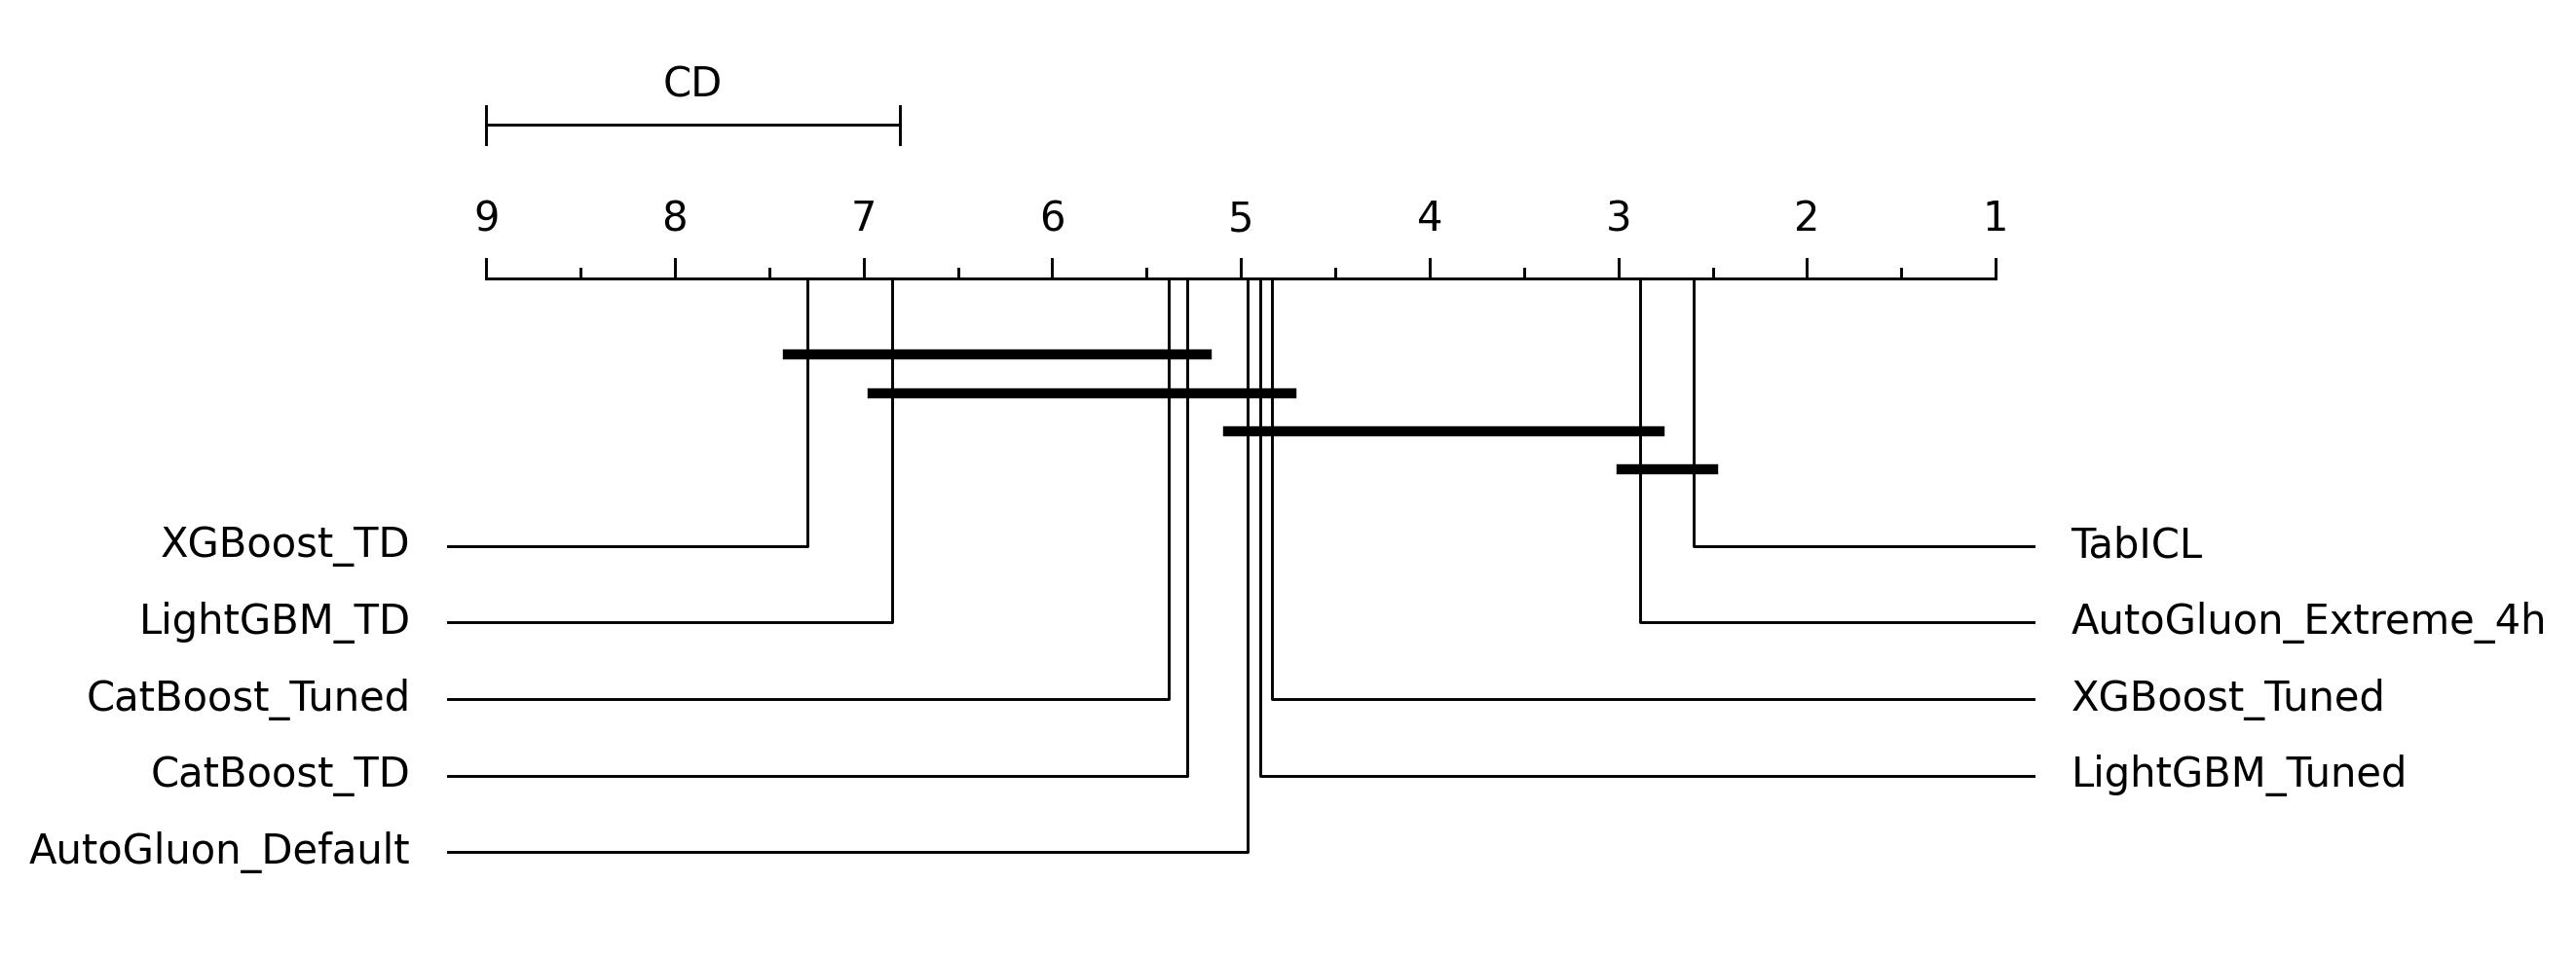 CD
9 8 7 6 5 4 3 2 1
XGBoost_TD
TabICL
LightGBM_TD
AutoGluon_Extreme_4h
CatBoost_Tuned
XGBoost_Tuned
CatBoost_TD
LightGBM_Tuned
AutoGluon_Default